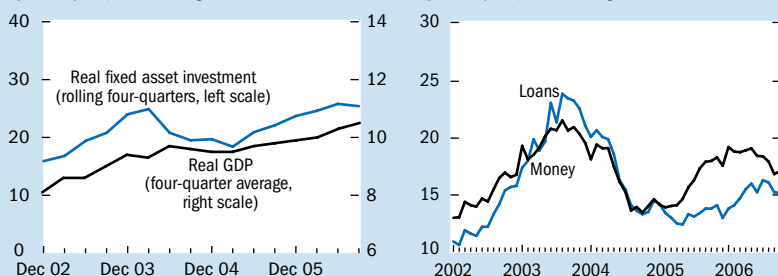 40
30
20
10
0
14
12
10
8
6
Real fixed asset investment
(rolling four-quarters, left scale)
Real GDP
(four-quarter average,
right scale)
Dec 02
Dec 03
Dec 04
Dec 05
30
25
20
15
10
Loans
Money
2002
2003
2004
2005
2006